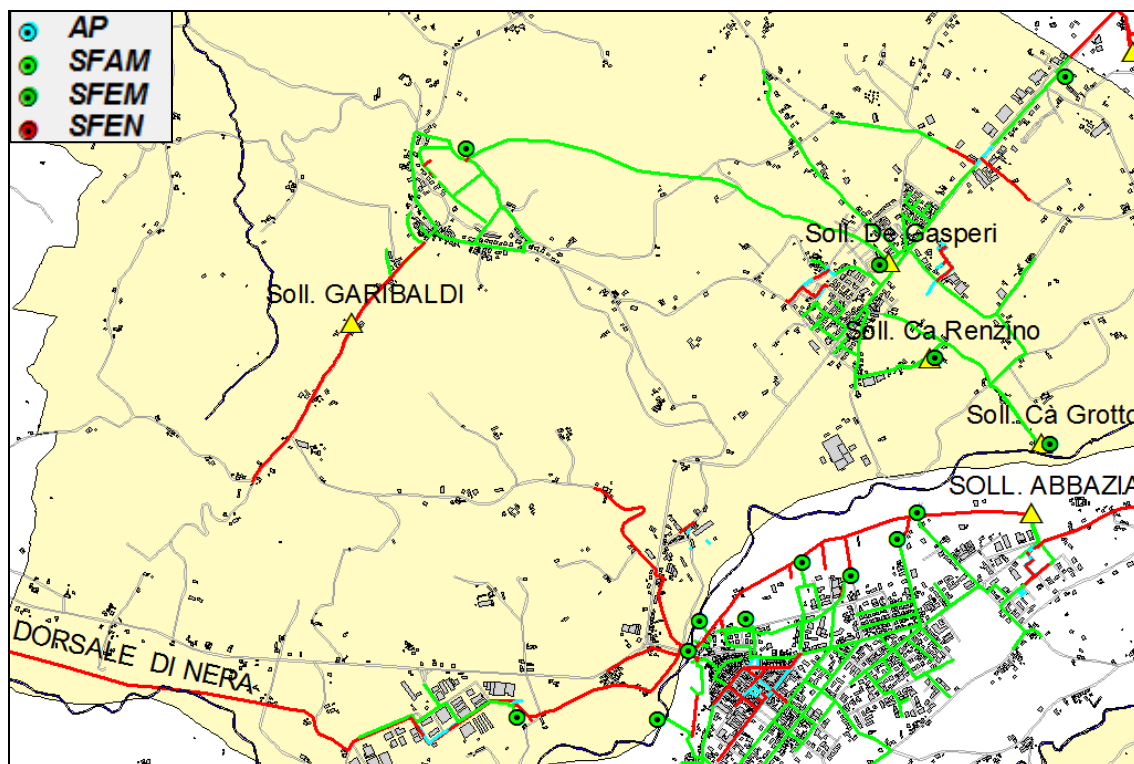 AP
SFAM
SFEM
SFEN
Soll. De Gasperi
Soll. GARIBALDI
Soll. Ca Renzino
Soll. Cà Grotto
SOLL. ABBAZIA
DORSALE DI NERA